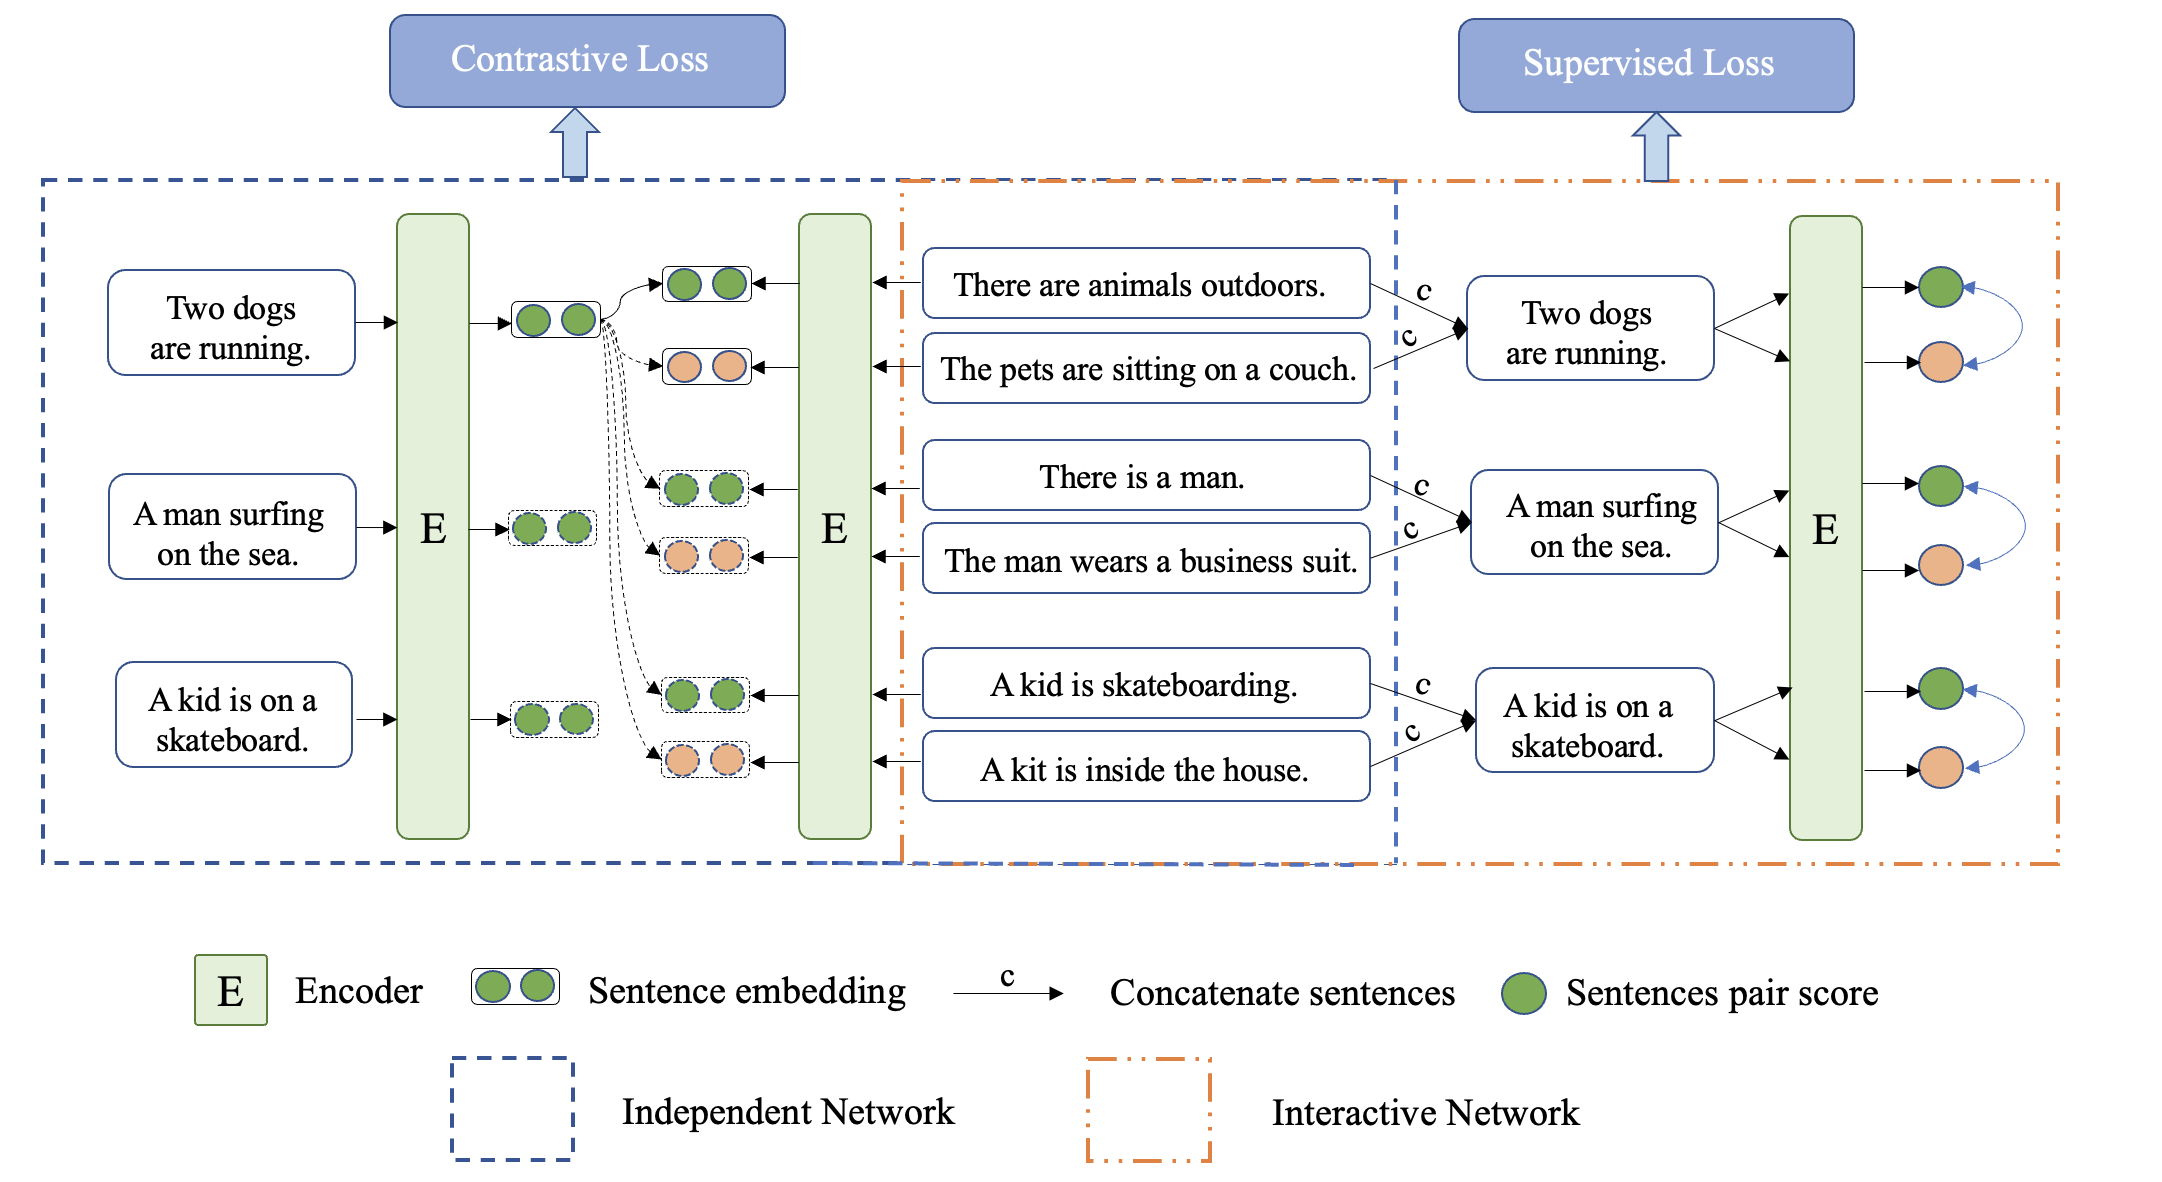 Contrastive Loss
Supervised Loss
Two dogs
are running.
A man surfing
on the sea.
A kid is on a
skateboard.
E
E
There are animals outdoors.
The pets are sitting on a couch.
There is a man.
The man wears a business suit.
A kid is skateboarding.
A kit is inside the house.
c
c
c
c
c
c
Two dogs
are running.
A man surfing
on the sea.
A kid is on a
skateboard.
E
E
Encoder
Sentence embedding
c
Concatenate sentences
Sentences pair score
Independent Network
Interactive Network